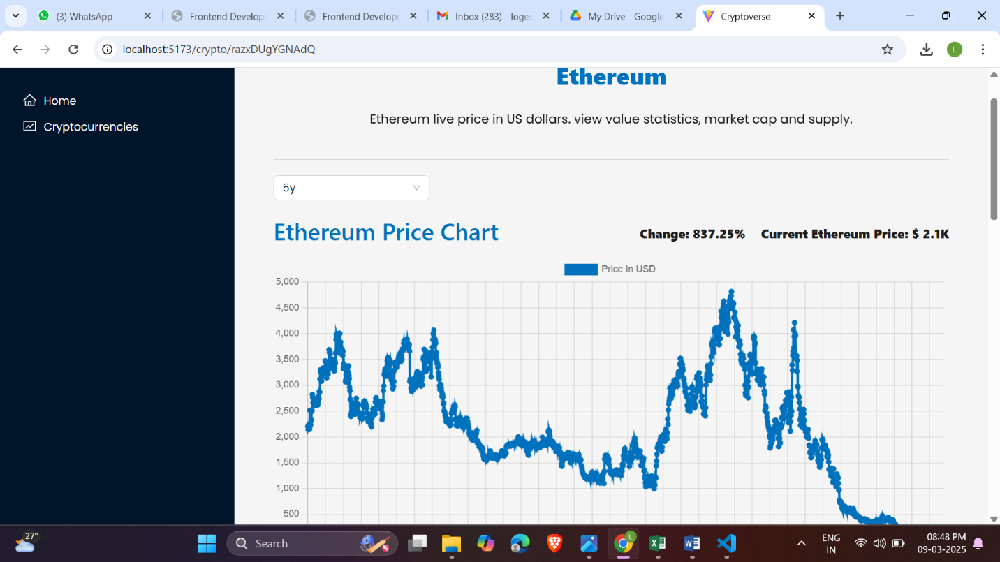 (3) WhatsApp
Frontend Developr
Frontend Developr
Inbox (283) - loges
My Drive - Google
Cryptoverse
localhost:5173/crypto/razxDUgYGNAdQ
L
Home
Cryptocurrencies
Ethereum
Ethereum live price in US dollars. view value statistics, market cap and supply.
5y
Ethereum Price Chart
Change: 837.25%
Current Ethereum Price: $ 2.1K
Price In USD
5,000
4,500
4,000
3,500
3,000
2,500
2,000
1,500
1,000
500
27°
Search
L
ENG
IN
08:48 PM
09-03-2025